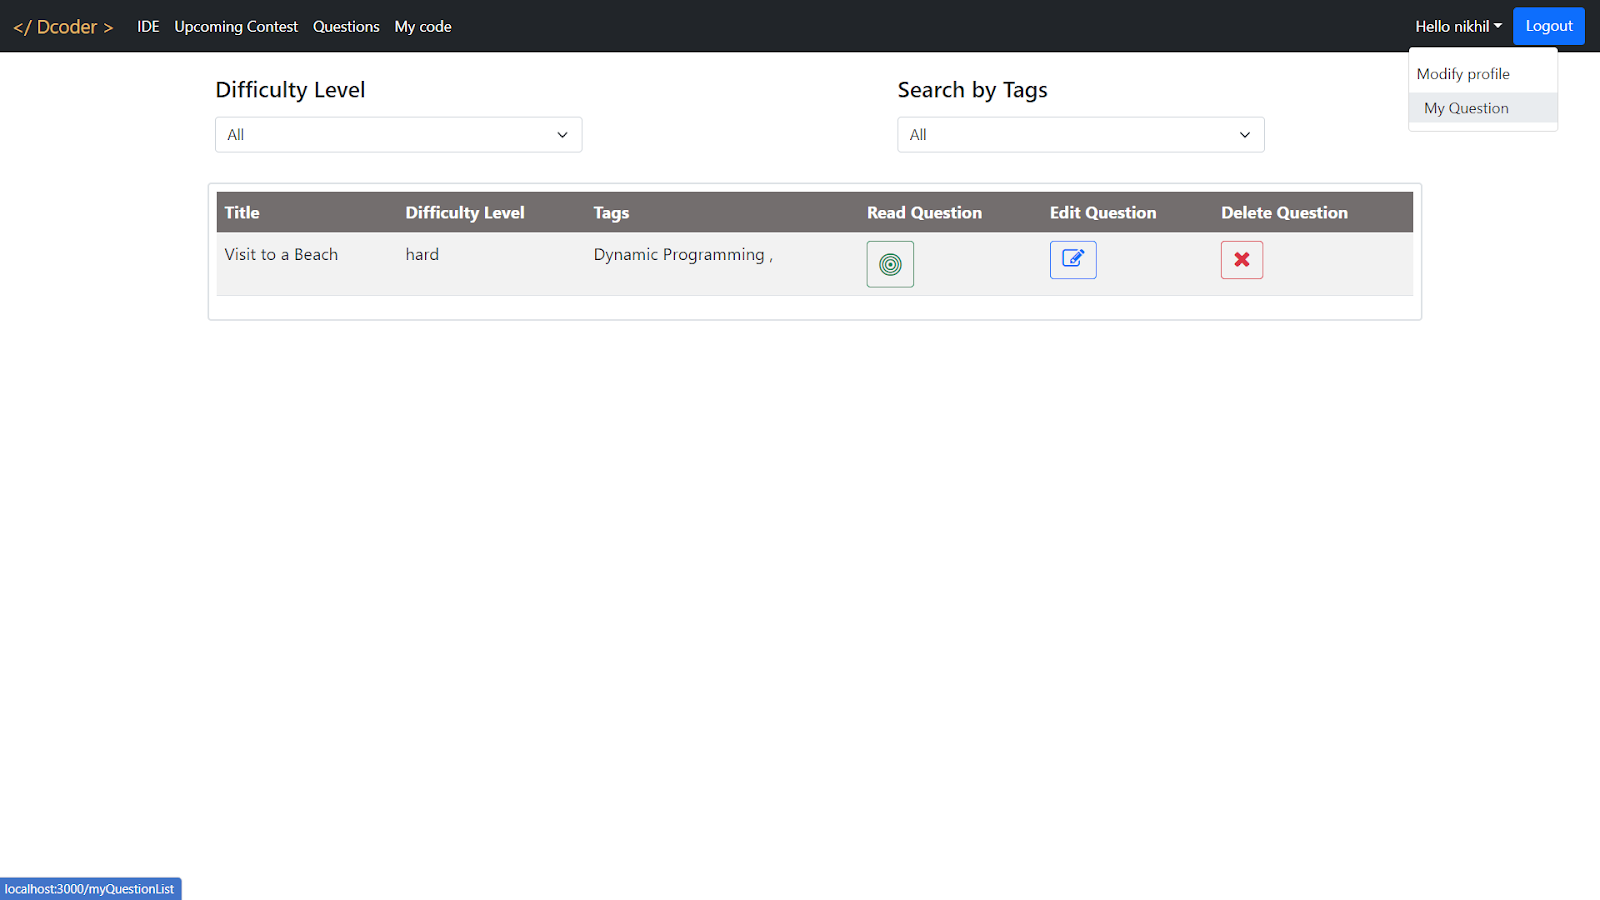 </ Dcoder > IDE Upcoming Contest Questions My code Hello nikhil Logout
Modify profile
My Question
Difficulty Level Search by Tags
All All
Title Difficulty Level Tags Read Question Edit Question Delete Question
Visit to a Beach hard Dynamic Programming ,
localhost:3000/myQuestionList